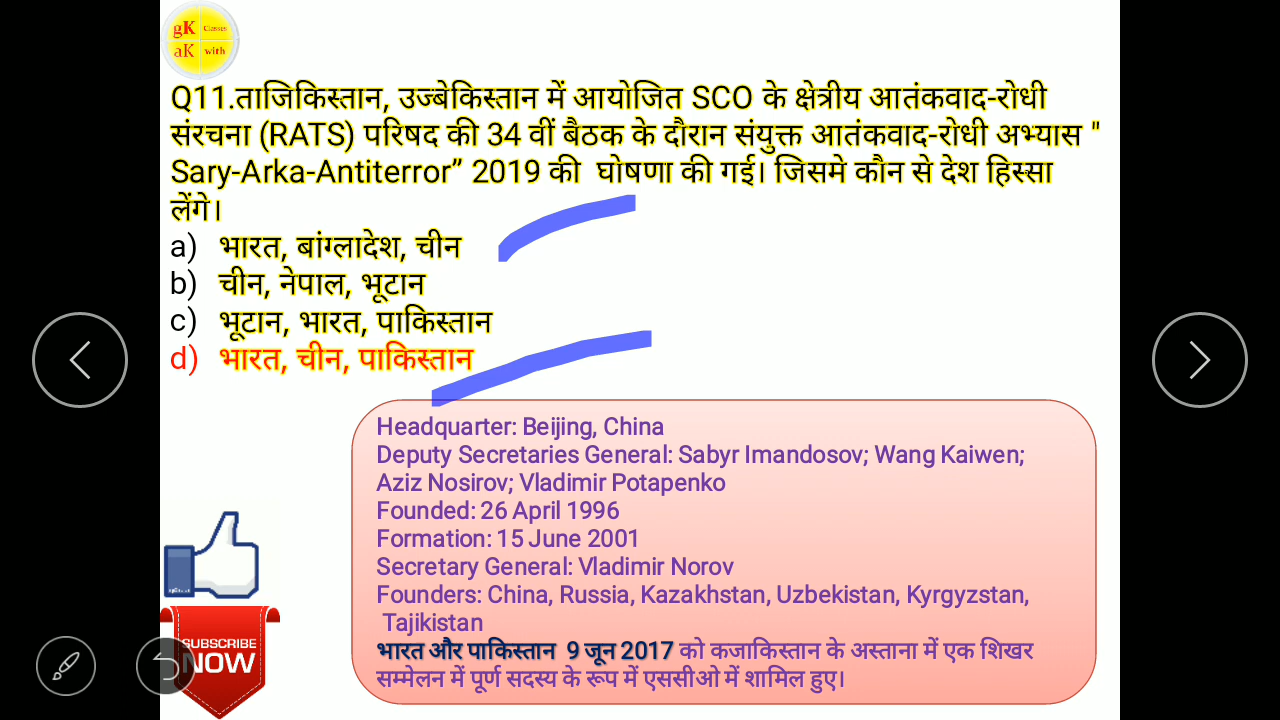 gK Classes
aK with
Q11.ताजिकिस्तान, उज्बेकिस्तान में आयोजित SCO के क्षेत्रीय आतंकवाद-रोधी
संरचना (RATS) परिषद की 34 वीं बैठक के दौरान संयुक्त आतंकवाद-रोधी अभ्यास "
Sary-Arka-Antiterror” 2019 की घोषणा की गई। जिसमे कौन से देश हिस्सा
लेंगे।
a) भारत, बांग्लादेश, चीन
b) चीन, नेपाल, भूटान
c) भूटान, भारत, पाकिस्तान
d) भारत, चीन, पाकिस्तान
Headquarter: Beijing, China
Deputy Secretaries General: Sabyr Imandosov; Wang Kaiwen;
Aziz Nosirov; Vladimir Potapenko
Founded: 26 April 1996
Formation: 15 June 2001
Secretary General: Vladimir Norov
Founders: China, Russia, Kazakhstan, Uzbekistan, Kyrgyzstan,
Tajikistan
भारत और पाकिस्तान 9 जून 2017 को कजाकिस्तान के अस्ताना में एक शिखर
सम्मेलन में पूर्ण सदस्य के रूप में एससीओ में शामिल हुए।
SUBSCRIBE
NOW